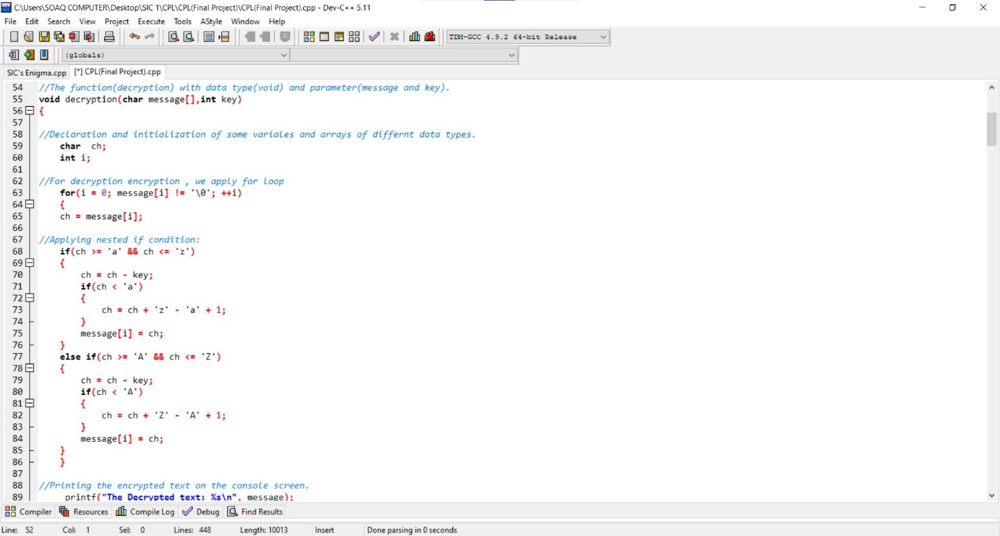 C:\Users\SOAQ COMPUTER\Desktop\SIC 1\CPL\CPL(Final Project)\CPL(Final Project).cpp - Dev-C++ 5.11
File Edit Search View Project Execute Tools AStyle Window Help
TDM-GCC 4.9.2 64-bit Release
(globals)
SIC's Enigma.cpp [*] CPL(Final Project).cpp
54 //The function(decryption) with data type(void) and parameter(message and key).
55 void decryption(char message[],int key)
56 {
57
58 //Declaration and initialization of some variales and arrays of differnt data types.
59 char  ch;
60 int i;
61
62 //For decryption encryption , we apply for loop
63 for(i = 0; message[i] != '\0'; ++i)
64 {
65 ch = message[i];
66
67 //Applying nested if condition:
68 if(ch >= 'a' && ch <= 'z')
69 {
70 ch = ch - key;
71 if(ch < 'a')
72 {
73 ch = ch + 'z' - 'a' + 1;
74 }
75 message[i] = ch;
76 }
77 else if(ch >= 'A' && ch <= 'Z')
78 {
79 ch = ch - key;
80 if(ch < 'A')
81 {
82 ch = ch + 'Z' - 'A' + 1;
83 }
84 message[i] = ch;
85 }
86 }
87
88 //Printing the encrypted text on the console screen.
89 printf("The Decrypted text: %s\n", message);
Compiler Resources Compile Log Debug Find Results
Line: 52 Col: 1 Sel: 0 Lines: 448 Length: 10013 Insert Done parsing in 0 seconds